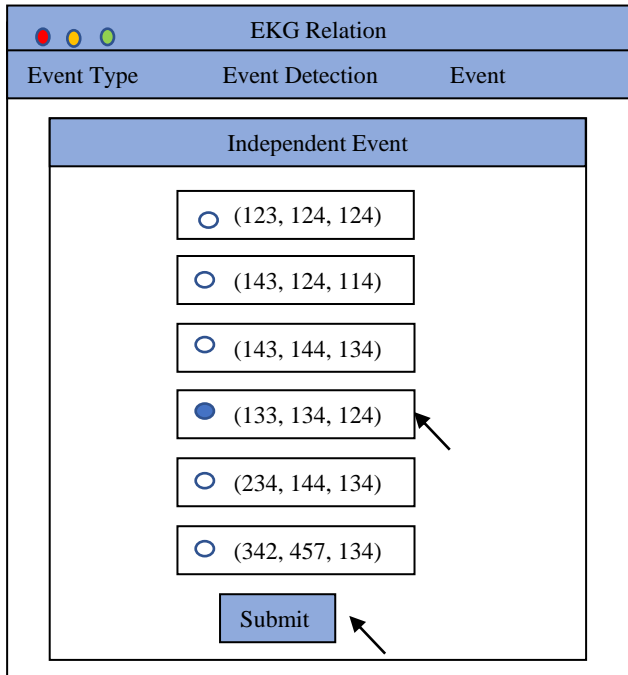 EKG Relation
Event Type Event Detection Event
Independent Event
(123, 124, 124)
(143, 124, 114)
(143, 144, 134)
(133, 134, 124)
(234, 144, 134)
(342, 457, 134)
Submit